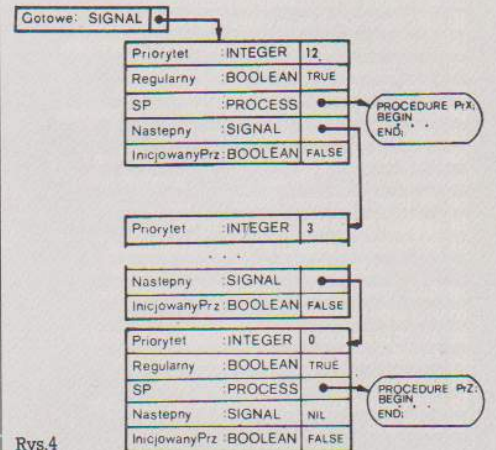 Gotowe: SIGNAL
Priorytet :INTEGER 12
Regularny :BOOLEAN TRUE
SP :PROCESS
Nastepny :SIGNAL
InicjowanyPrz:BOOLEAN FALSE
PROCEDURE PrX;
BEGIN
. . .
END;
Priorytet :INTEGER 3
. . .
Nastepny :SIGNAL
InicjowanyPrz:BOOLEAN FALSE
Priorytet :INTEGER 0
Regularny :BOOLEAN TRUE
SP :PROCESS
Nastepny :SIGNAL NIL
InicjowanyPrz:BOOLEAN FALSE
PROCEDURE PrZ;
BEGIN
. . .
END;
Rys.4